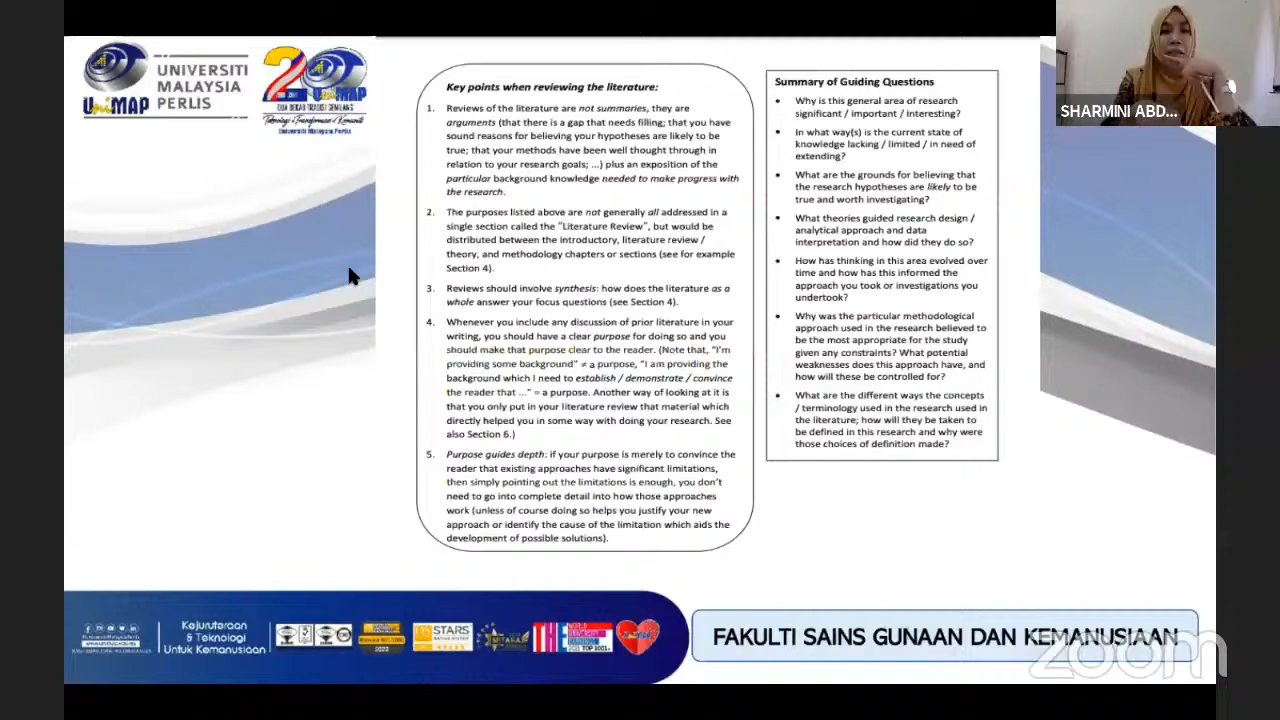 UNIVERSITI
MALAYSIA
PERLIS
UniMAP
20
UniMAP
DUA DEKAD TRADISI GEMILANG
Teknologi & Transformasi & Komuniti
Universiti Malaysia Perlis
SHARMINI ABD...
Key points when reviewing the literature:
1. Reviews of the literature are not summaries, they are
arguments (that there is a gap that needs filling; that you have
sound reasons for believing your hypotheses are likely to be
true; that your methods have been well thought through in
relation to your research goals; ...) plus an exposition of the
particular background knowledge needed to make progress with
the research.
2. The purposes listed above are not generally all addressed in a
single section called the "Literature Review", but would be
distributed between the introductory, literature review /
theory, and methodology chapters or sections (see for example
Section 4).
3. Reviews should involve synthesis: how does the literature as a
whole answer your focus questions (see Section 4).
4. Whenever you include any discussion of prior literature in your
writing, you should have a clear purpose for doing so and you
should make that purpose clear to the reader. (Note that, "I'm
providing some background" ≠ a purpose, "I am providing the
background which I need to establish / demonstrate / convince
the reader that ..." = a purpose. Another way of looking at it is
that you only put in your literature review that material which
directly helped you in some way with doing your research. See
also Section 6.)
5. Purpose guides depth: if your purpose is merely to convince the
reader that existing approaches have significant limitations,
then simply pointing out the limitations is enough, you don't
need to go into complete detail into how those approaches
work (unless of course doing so helps you justify your new
approach or identify the cause of the limitation which aids the
development of possible solutions).
Summary of Guiding Questions
• Why is this general area of research
significant / important / interesting?
• In what way(s) is the current state of
knowledge lacking / limited / in need of
extending?
• What are the grounds for believing that
the research hypotheses are likely to be
true and worth investigating?
• What theories guided research design /
analytical approach and data
interpretation and how did they do so?
• How has thinking in this area evolved over
time and how has this informed the
approach you took or investigations you
undertook?
• Why was the particular methodological
approach used in the research believed to
be the most appropriate for the study
given any constraints? What potential
weaknesses does this approach have, and
how will these be controlled for?
• What are the different ways the concepts
/ terminology used in the research used in
the literature; how will they be taken to
be defined in this research and why were
those choices of definition made?
Kejuruteraan
& Teknologi
Untuk Kemanusiaan
2022
QS STARS
FAKULTI SAINS GUNAAN DAN KEMANUSIAAN
zoom